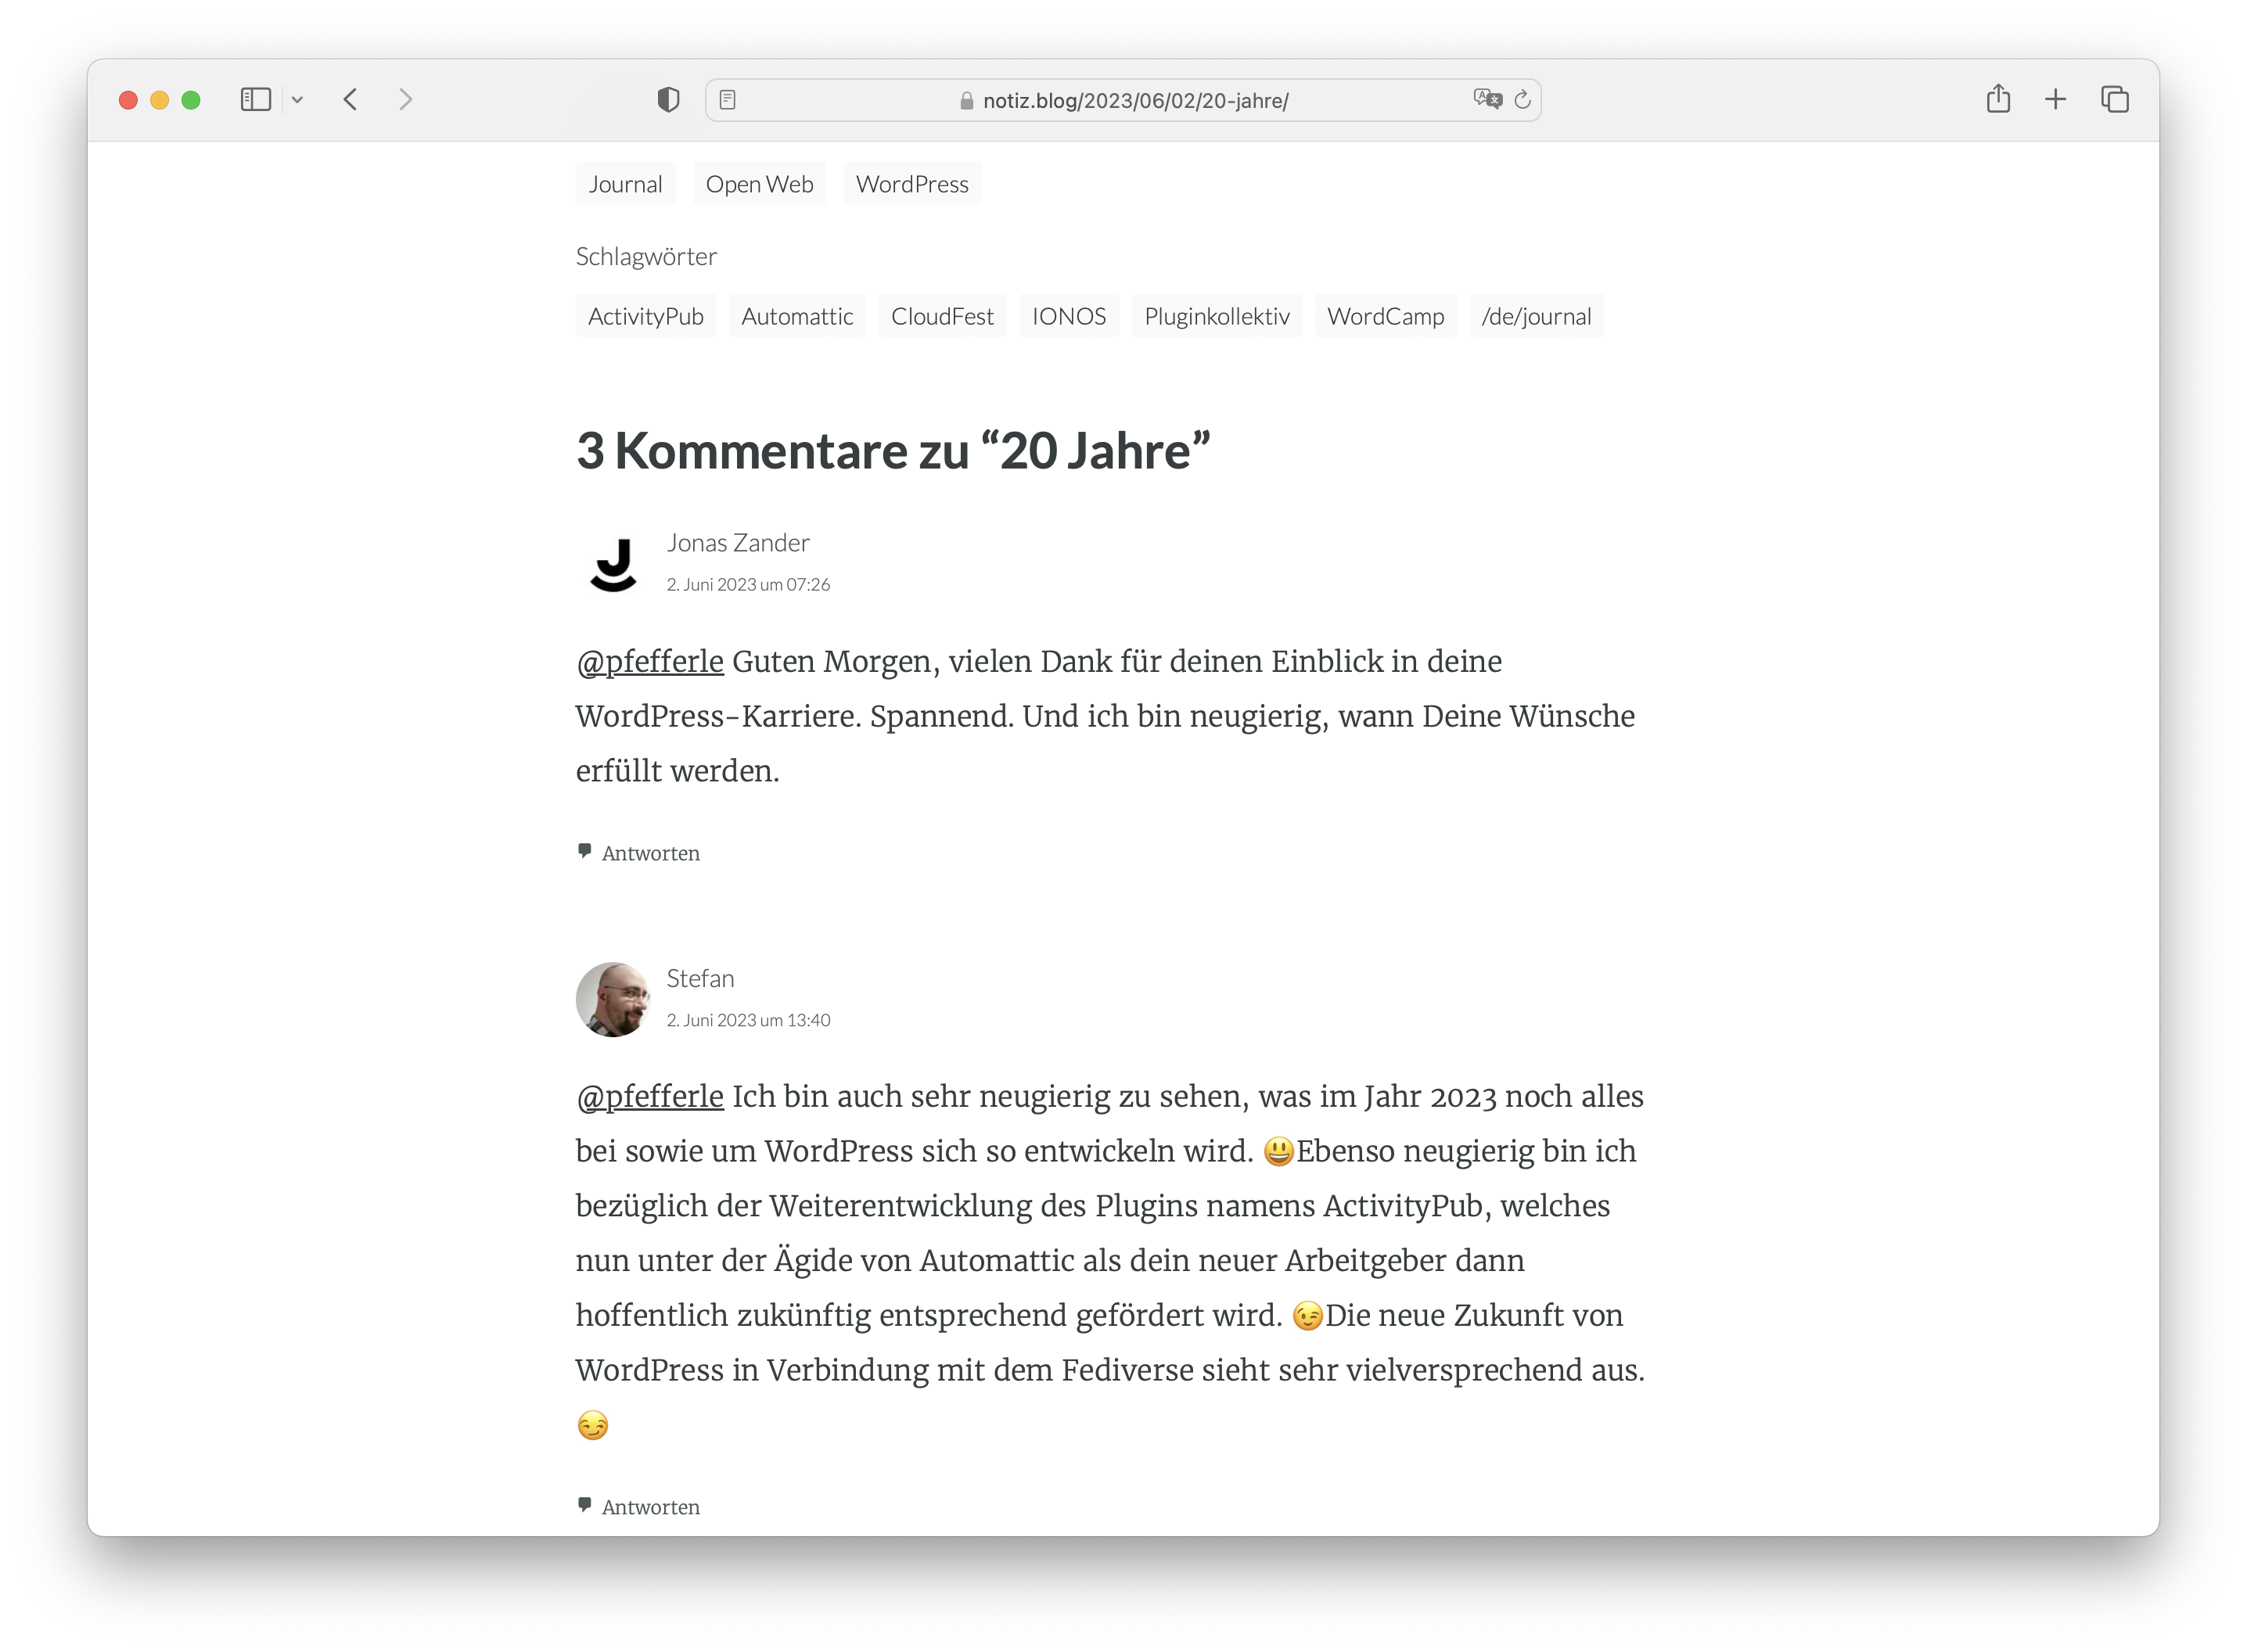 notiz.blog/2023/06/02/20-jahre/
Journal Open Web WordPress
Schlagwörter
ActivityPub Automattic CloudFest IONOS Pluginkollektiv WordCamp /de/journal
3 Kommentare zu “20 Jahre”
Jonas Zander
2. Juni 2023 um 07:26
@pfefferle Guten Morgen, vielen Dank für deinen Einblick in deine
WordPress-Karriere. Spannend. Und ich bin neugierig, wann Deine Wünsche
erfüllt werden.
Antworten
Stefan
2. Juni 2023 um 13:40
@pfefferle Ich bin auch sehr neugierig zu sehen, was im Jahr 2023 noch alles
bei sowie um WordPress sich so entwickeln wird. 😃Ebenso neugierig bin ich
bezüglich der Weiterentwicklung des Plugins namens ActivityPub, welches
nun unter der Ägide von Automattic als dein neuer Arbeitgeber dann
hoffentlich zukünftig entsprechend gefördert wird. 😉Die neue Zukunft von
WordPress in Verbindung mit dem Fediverse sieht sehr vielversprechend aus.
😏
Antworten